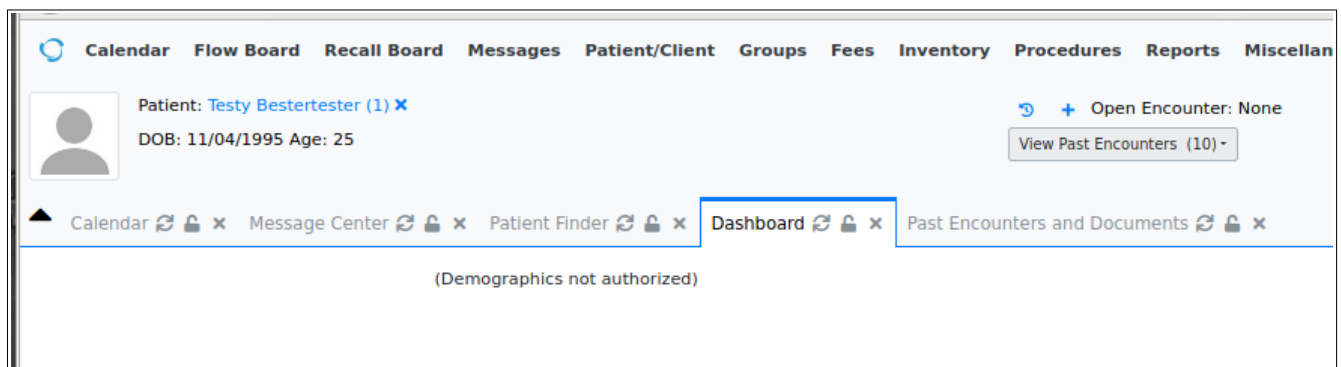 Calendar Flow Board Recall Board Messages Patient/Client Groups Fees Inventory Procedures Reports Miscellan
Patient: Testy Bestertester (1)
DOB: 11/04/1995 Age: 25
Open Encounter: None
View Past Encounters (10)
Calendar Message Center Patient Finder Dashboard Past Encounters and Documents
(Demographics not authorized)